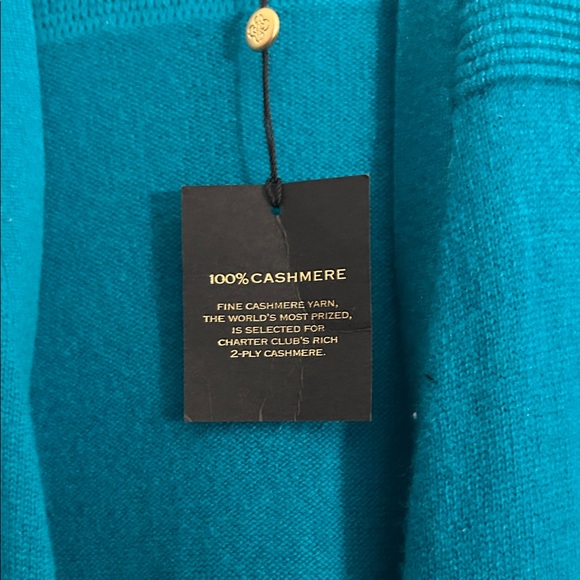 100% CASHMERE
FINE CASHMERE YARN,
THE WORLD'S MOST PRIZED,
IS SELECTED FOR
CHARTER CLUB'S RICH
2-PLY CASHMERE.